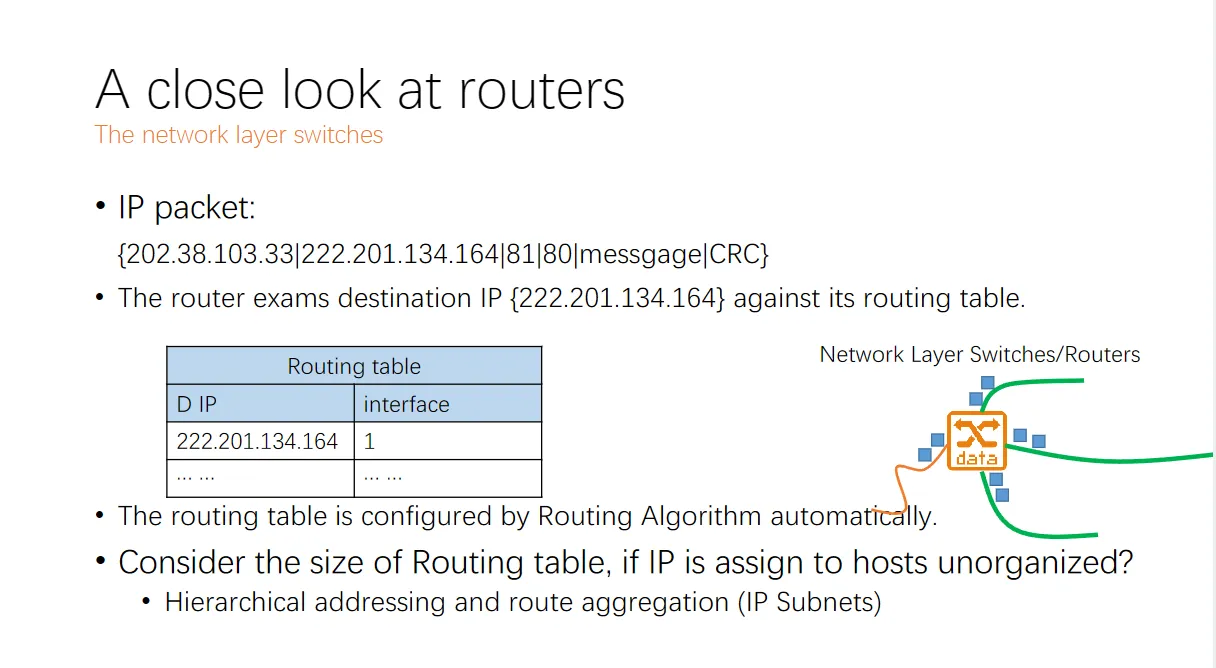 A close look at routers
The network layer switches
• IP packet:
{202.38.103.33|222.201.134.164|81|80|messgage|CRC}
• The router exams destination IP {222.201.134.164} against its routing table.
Routing table
D IP interface
222.201.134.164 1
... ... ... ...
Network Layer Switches/Routers
data
• The routing table is configured by Routing Algorithm automatically.
• Consider the size of Routing table, if IP is assign to hosts unorganized?
• Hierarchical addressing and route aggregation (IP Subnets)